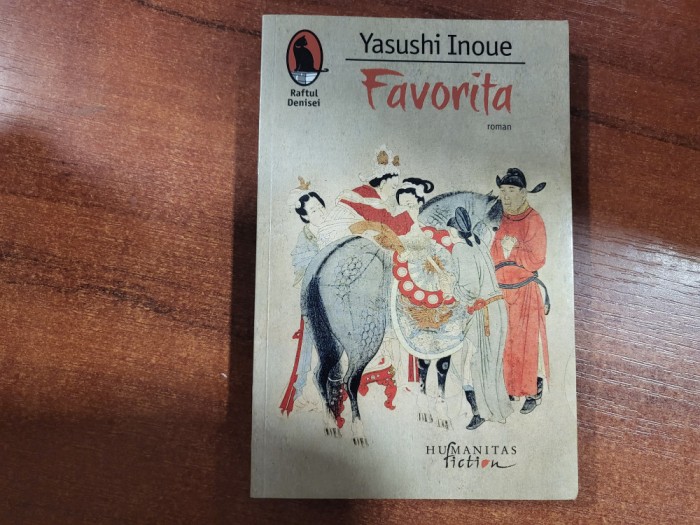 Yasushi Inoue
Favorita
roman
Raftul
Denisei
HUMANITAS
fiction